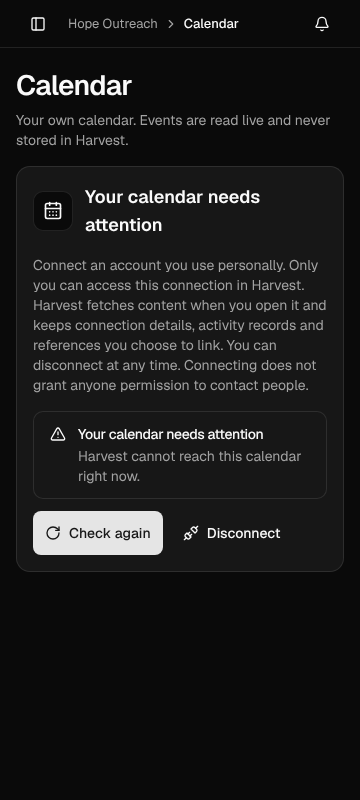 Hope Outreach > Calendar
Calendar
Your own calendar. Events are read live and never
stored in Harvest.
Your calendar needs
attention
Connect an account you use personally. Only
you can access this connection in Harvest.
Harvest fetches content when you open it and
keeps connection details, activity records and
references you choose to link. You can
disconnect at any time. Connecting does not
grant anyone permission to contact people.
Your calendar needs attention
Harvest cannot reach this calendar
right now.
Check again
Disconnect